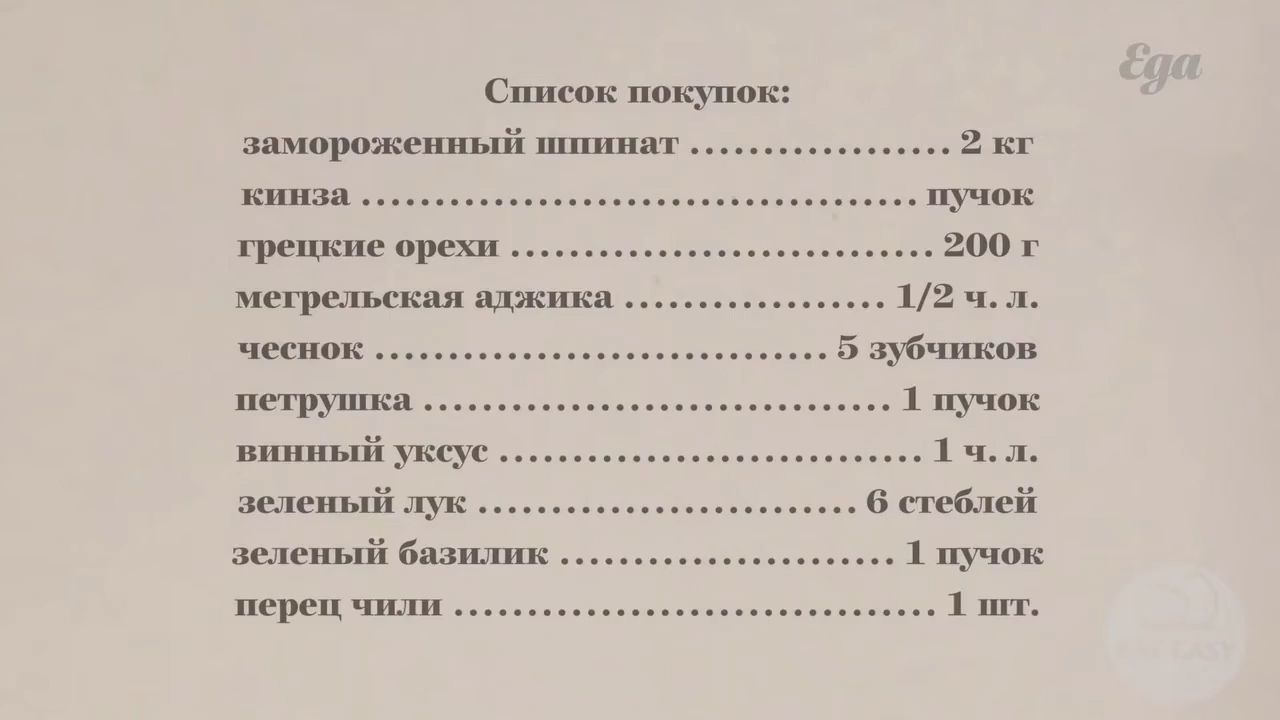 Еда
Список покупок:
замороженный шпинат .................. 2 кг
кинза ...................................... пучок
грецкие орехи ............................. 200 г
мегрельская аджика .................. 1/2 ч. л.
чеснок ............................... 5 зубчиков
петрушка ................................ 1 пучок
винный уксус ............................. 1 ч. л.
зеленый лук .......................... 6 стеблей
зеленый базилик ....................... 1 пучок
перец чили ................................. 1 шт.